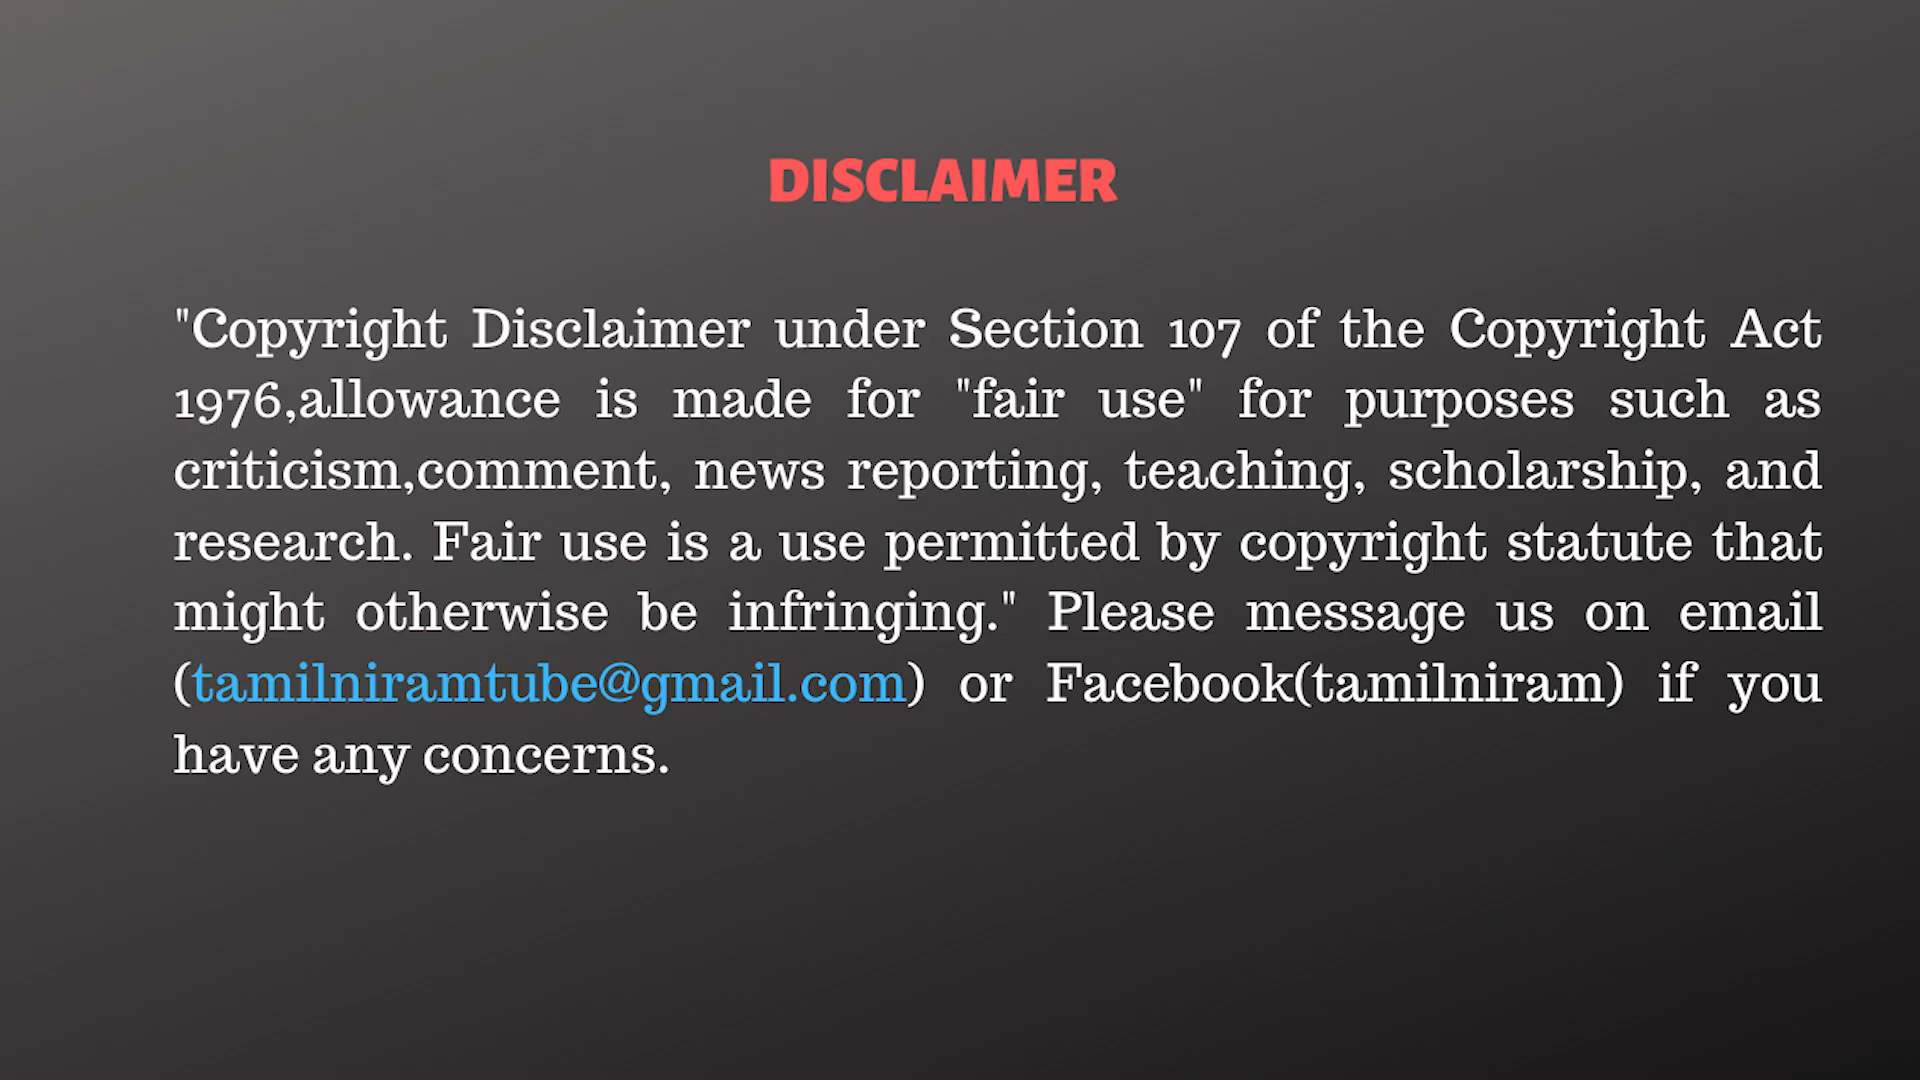 DISCLAIMER
"Copyright Disclaimer under Section 107 of the Copyright Act
1976,allowance is made for "fair use" for purposes such as
criticism,comment, news reporting, teaching, scholarship, and
research. Fair use is a use permitted by copyright statute that
might otherwise be infringing." Please message us on email
(tamilniramtube@gmail.com) or Facebook(tamilniram) if you
have any concerns.